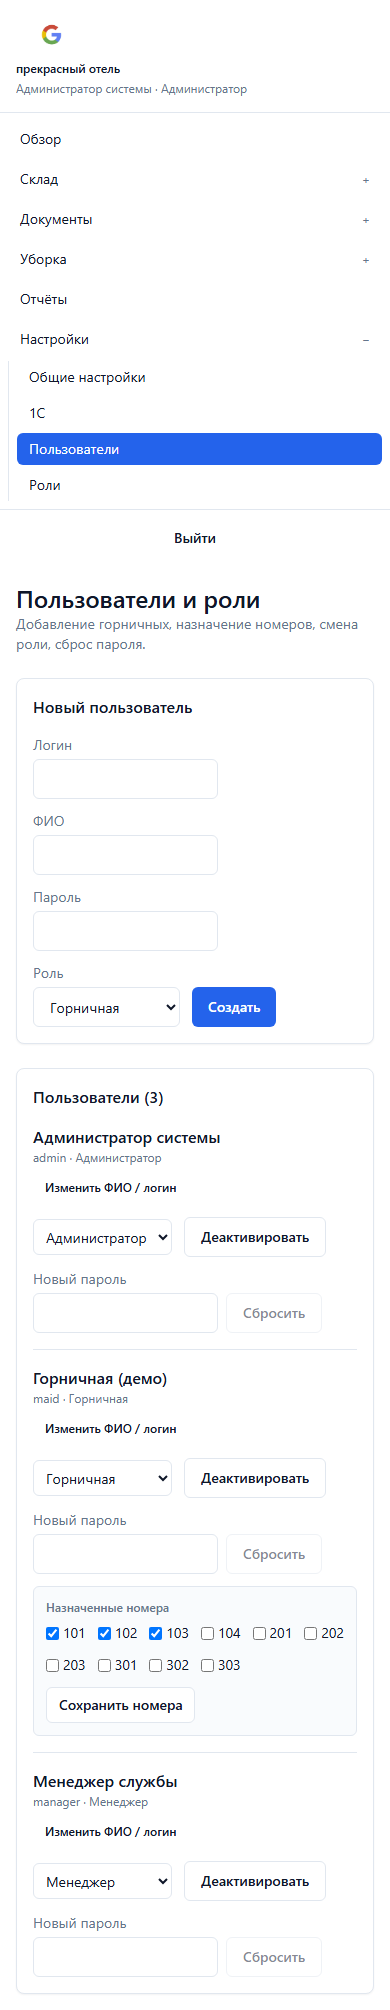 прекрасный отель
Администратор системы · Администратор
Обзор
Склад +
Документы +
Уборка +
Отчёты
Настройки −
Общие настройки
1С
Пользователи
Роли
Выйти
Пользователи и роли
Добавление горничных, назначение номеров, смена
роли, сброс пароля.
Новый пользователь
Логин
ФИО
Пароль
Роль
Горничная Создать
Пользователи (3)
Администратор системы
admin · Администратор
Изменить ФИО / логин
Администратор Деактивировать
Новый пароль
Сбросить
Горничная (демо)
maid · Горничная
Изменить ФИО / логин
Горничная Деактивировать
Новый пароль
Сбросить
Назначенные номера
101 102 103 104 201 202
203 301 302 303
Сохранить номера
Менеджер службы
manager · Менеджер
Изменить ФИО / логин
Менеджер Деактивировать
Новый пароль
Сбросить